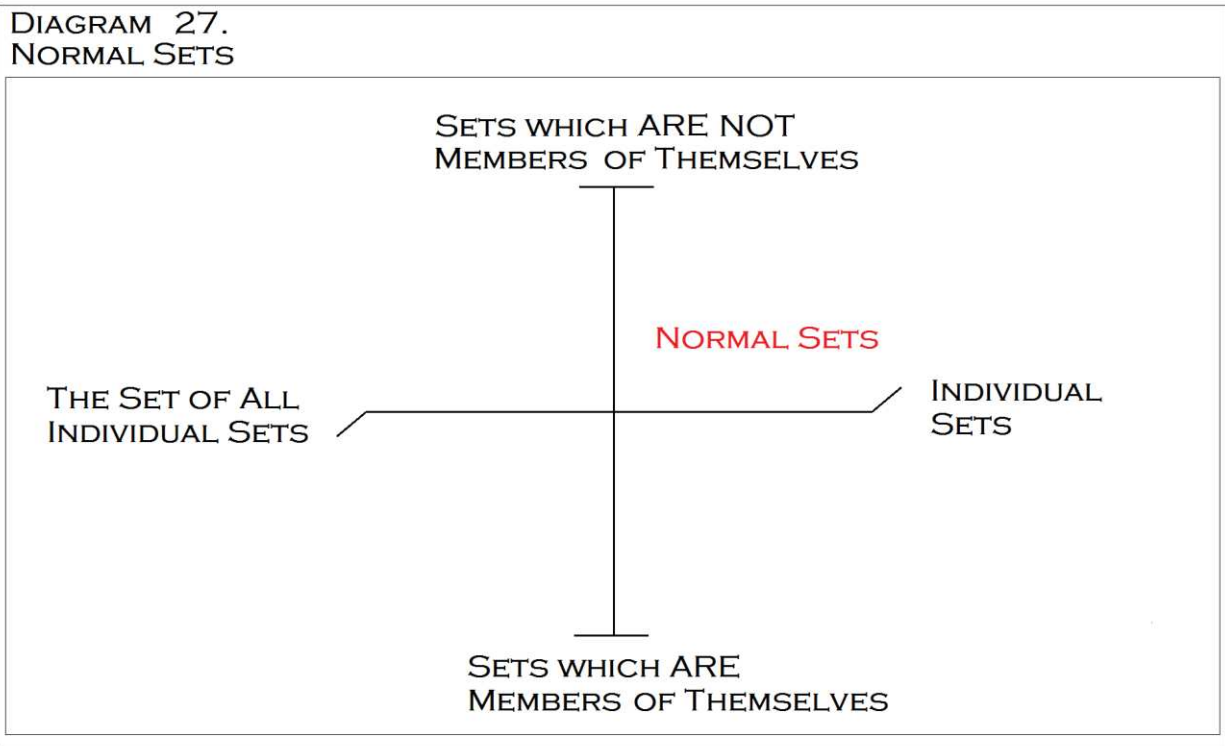 DIAGRAM 27.
NORMAL SETS
SETS WHICH ARE NOT
MEMBERS OF THEMSELVES
NORMAL SETS
THE SET OF ALL
INDIVIDUAL SETS
INDIVIDUAL
SETS
SETS WHICH ARE
MEMBERS OF THEMSELVES